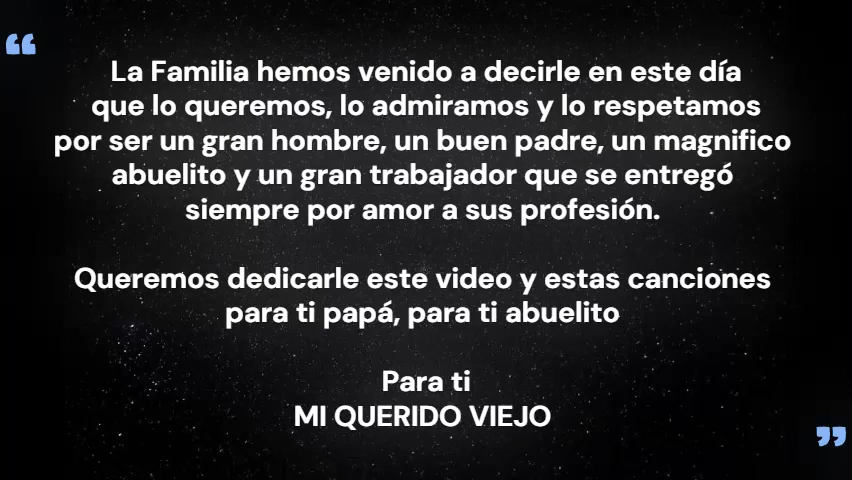 “
La Familia hemos venido a decirle en este día
que lo queremos, lo admiramos y lo respetamos
por ser un gran hombre, un buen padre, un magnifico
abuelito y un gran trabajador que se entregó
siempre por amor a sus profesión.
Queremos dedicarle este video y estas canciones
para ti papá, para ti abuelito
Para ti
MI QUERIDO VIEJO
”